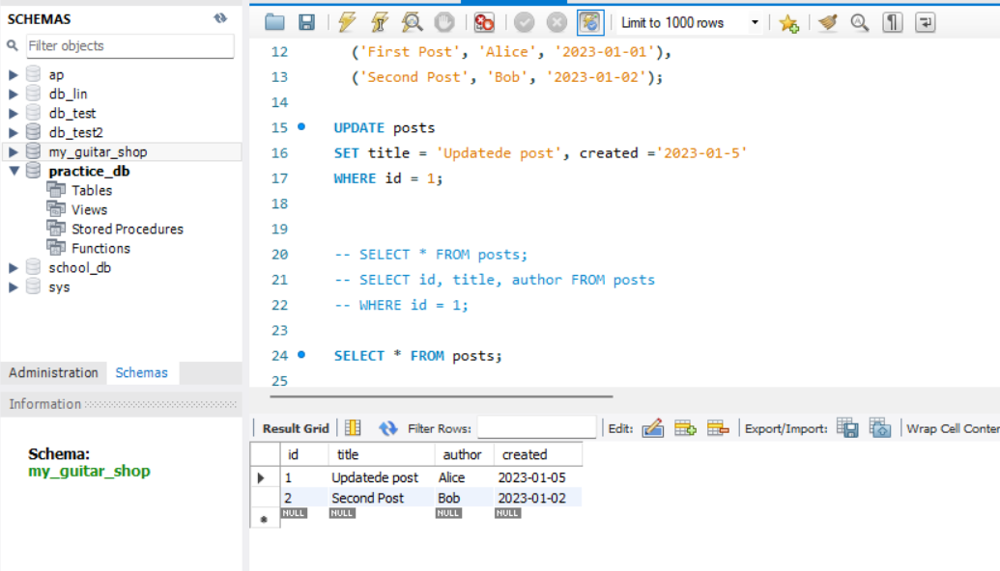 SCHEMAS
Filter objects
ap
db_lin
db_test
db_test2
my_guitar_shop
practice_db
Tables
Views
Stored Procedures
Functions
school_db
sys
Administration Schemas
Information
Schema:
my_guitar_shop
Limit to 1000 rows
12 ('First Post', 'Alice', '2023-01-01'),
13 ('Second Post', 'Bob', '2023-01-02');
14
15 UPDATE posts
16 SET title = 'Updatede post', created ='2023-01-5'
17 WHERE id = 1;
18
19
20 -- SELECT * FROM posts;
21 -- SELECT id, title, author FROM posts
22 -- WHERE id = 1;
23
24 SELECT * FROM posts;
25
Result Grid Filter Rows: Edit: Export/Import: Wrap Cell Conter
id title author created
1 Updatede post Alice 2023-01-05
2 Second Post Bob 2023-01-02
NULL NULL NULL NULL